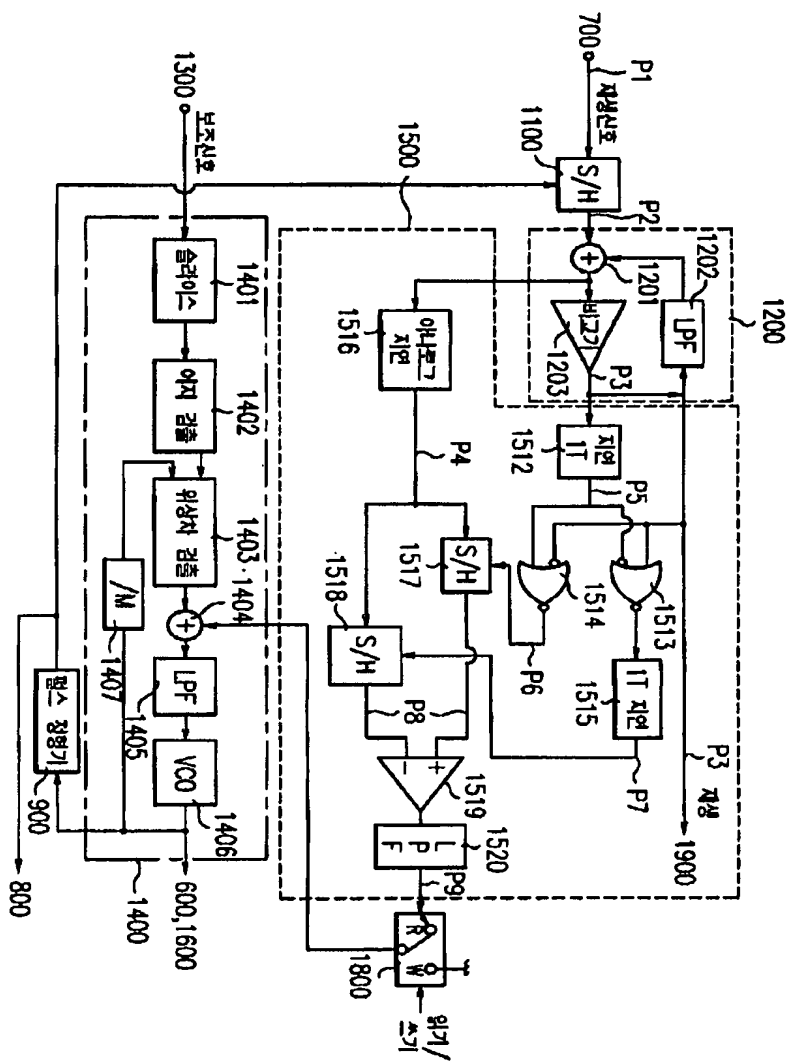 700
P1
재생신호
1100
S/H
P2
1200
1202
LPF
+
1201
비교기
1203
P3
P3 재생
1900
1500
1512
지연
1T
P5
1513
1514
1515
1T 지연
P6
P7
1516
아나로그
지연
P4
1517
S/H
1518
S/H
P8
+
-
1519
1520
LPF
P9
1800
R
W
읽기/
쓰기
1300
보조신호
1401
슬라이스
1402
에지 검출
1403
위상차 검출
1404
+
1405
LPF
1406
VCO
1407
/M
1400
600,1600
900
펄스 정형기
800